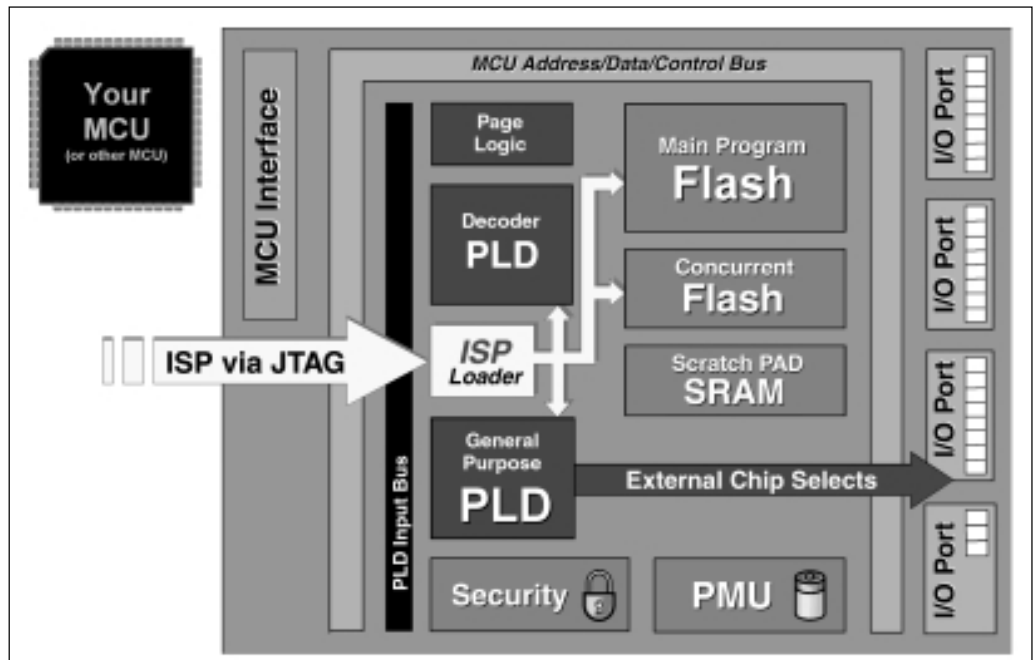 Your
MCU
(or other MCU)
MCU Interface
MCU Address/Data/Control Bus
PLD Input Bus
Page
Logic
Decoder
PLD
ISP via JTAG
ISP
Loader
General
Purpose
PLD
Main Program
Flash
Concurrent
Flash
Scratch PAD
SRAM
External Chip Selects
Security
PMU
I/O Port
I/O Port
I/O Port
I/O Port